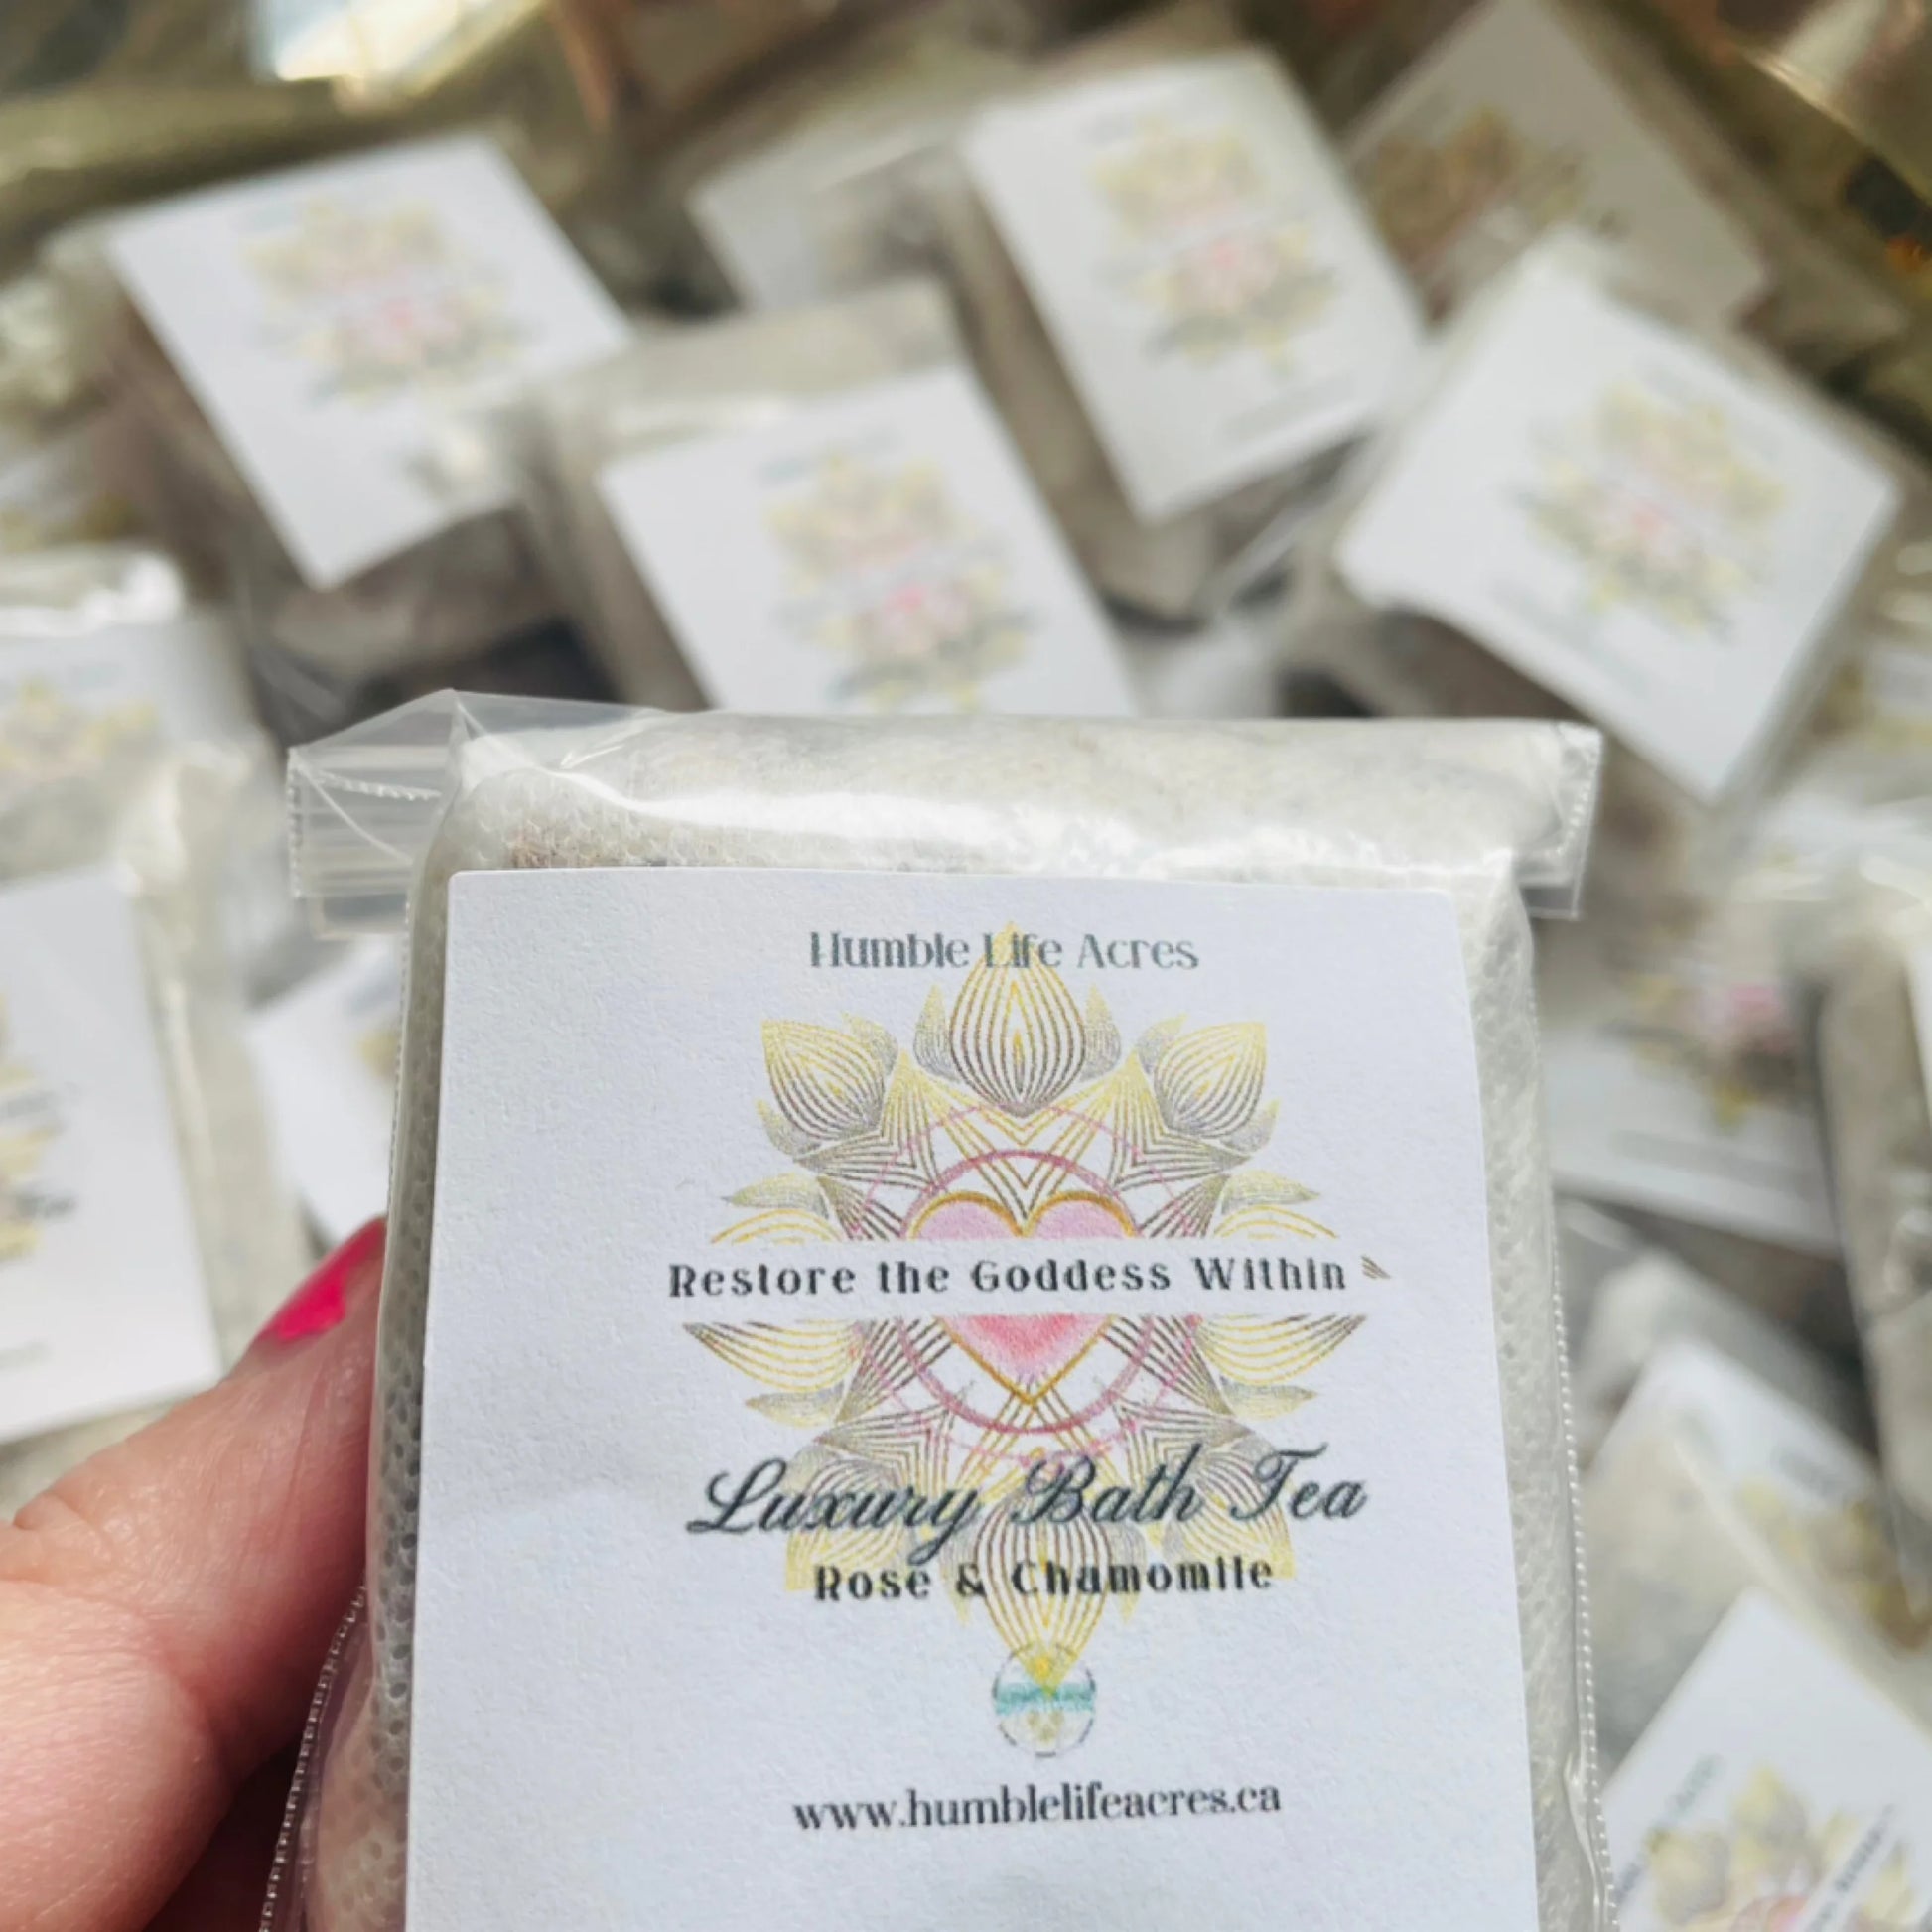 Humble Life Acres
Restore the Goddess Within
Luxury Bath Tea
Rose & Chamomile
www.humblelifeacres.ca